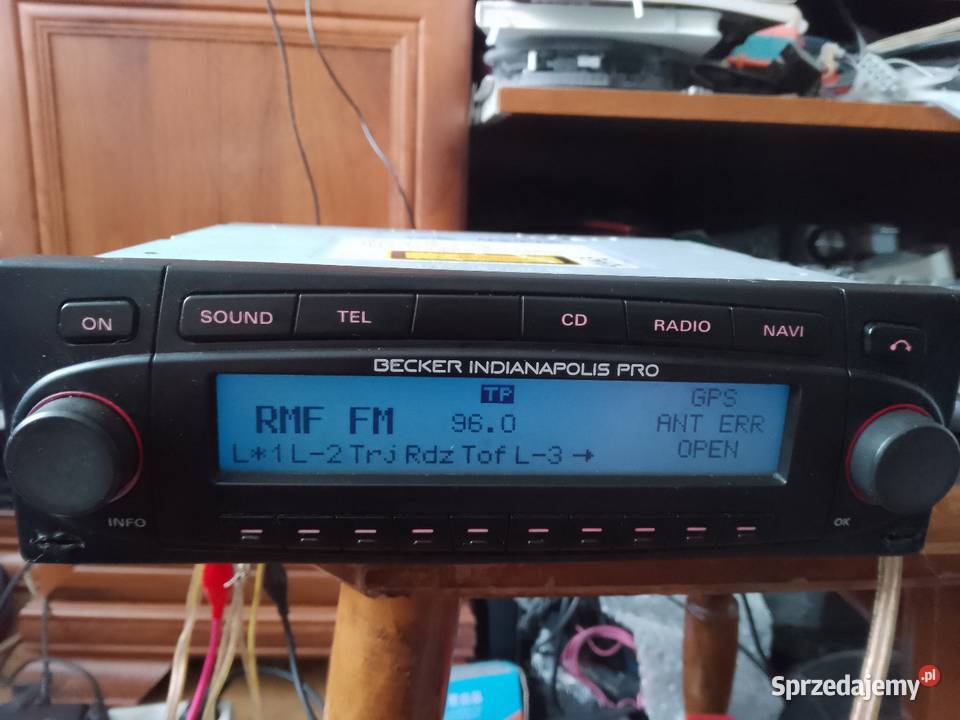 ON
SOUND
TEL
CD
RADIO
NAVI
BECKER INDIANAPOLIS PRO
TP
GPS
RMF FM 96.0
ANT ERR
OPEN
L*1 L-2 Trj Rdz Tof L-3 →
INFO
OK
Sprzedajemy.pl